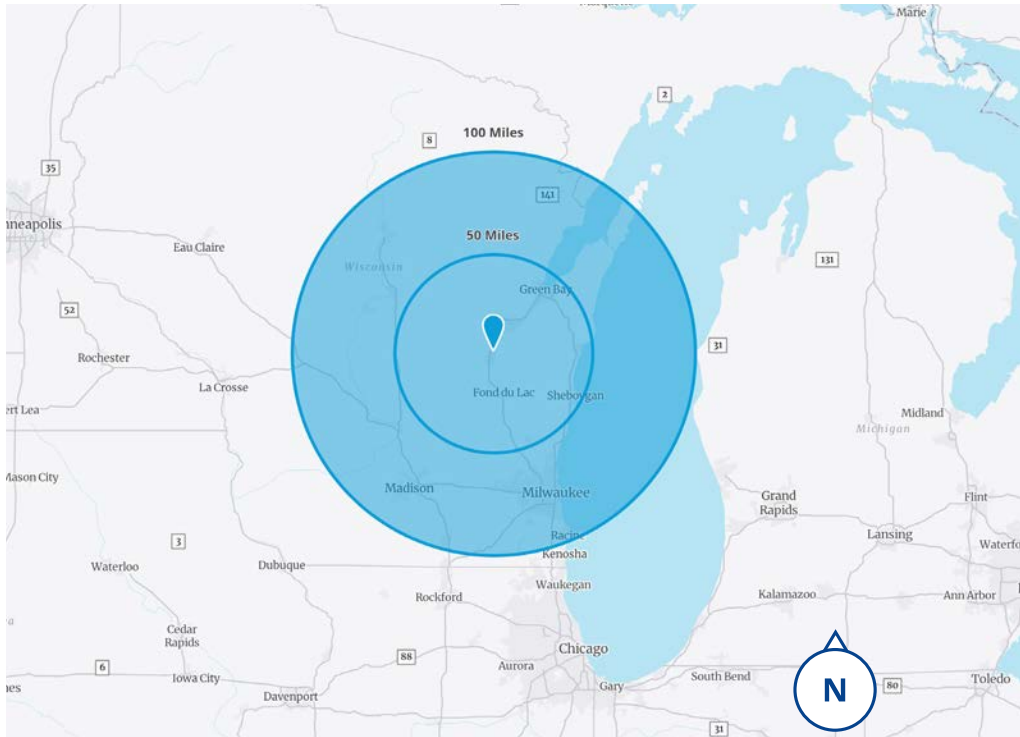 Marie
2
100 Miles
8
35
141
50 Miles
nneapolis
Eau Claire
Wisconsin
131
Green Bay
52
31
Rochester
La Crosse
Fond du Lac
Sheboygan
ert Lea
Midland
Michigan
Mason City
Madison
Milwaukee
Grand
Rapids
Flint
Racine
Lansing
3
Kenosha
Waterfo
Waterloo
Dubuque
Waukegan
Rockford
Kalamazoo
Ann Arbor
Cedar
Rapids
Chicago
88
6
Aurora
Iowa City
South Bend
Toledo
Gary
N
80
nes
Davenport
31